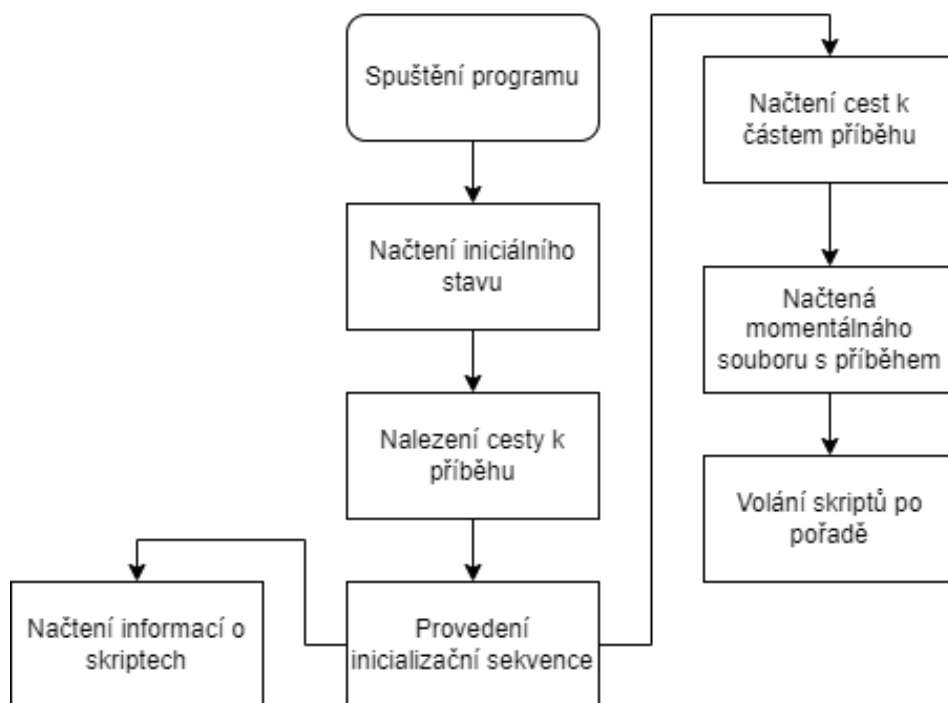 Spuštění programu
Načtení iniciálního
stavu
Nalezení cesty k
příběhu
Provedení
inicializační sekvence
Načtení informací o
skriptech
Načtení cest k
částem příběhu
Načtená
momentálnáho
souboru s příběhem
Volání skriptů po
pořadě